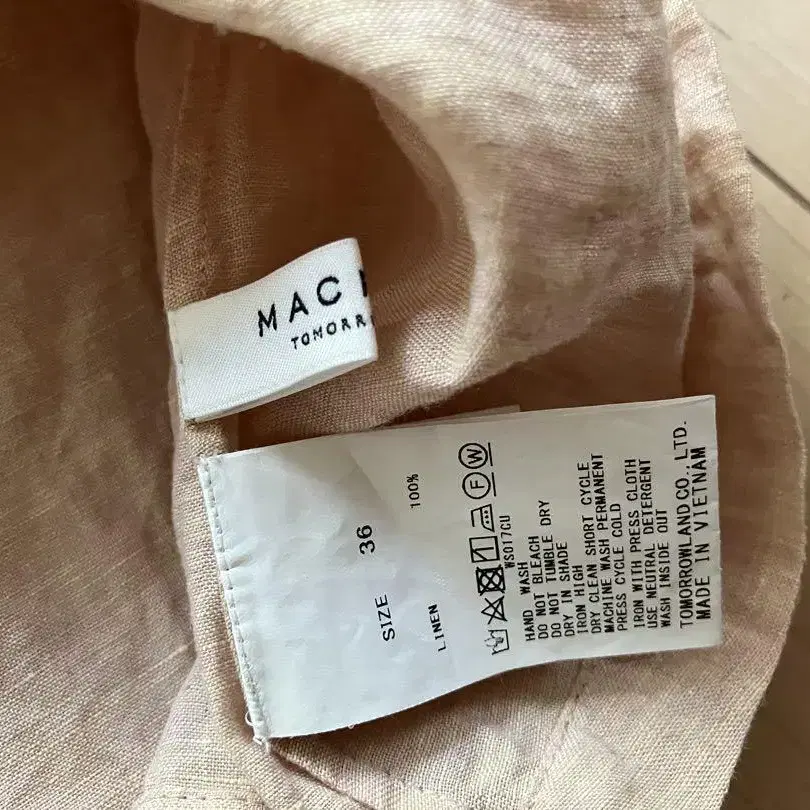 MAC
TOMORR
SIZE 36
LINEN 100%
WS017CU
HAND WASH
DO NOT BLEACH
DO NOT TUMBLE DRY
DRY IN SHADE
IRON HIGH
DRY CLEAN SHORT CYCLE
MACHINE WASH PERMANENT
PRESS CYCLE COLD
IRON WITH PRESS CLOTH
USE NEUTRAL DETERGENT
WASH INSIDE OUT
TOMORROWLAND CO., LTD.
MADE IN VIETNAM